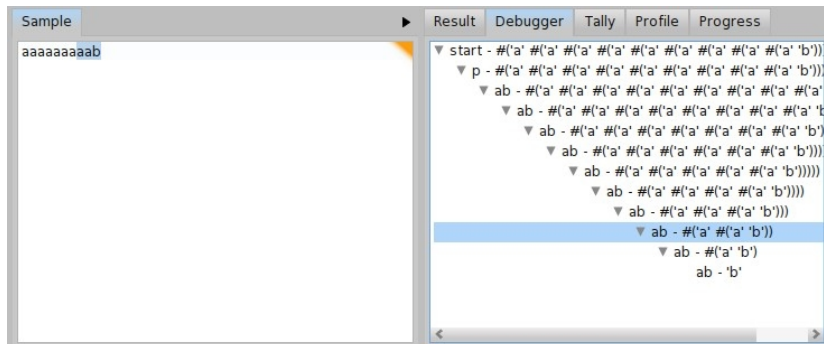 Sample
Result Debugger Tally Profile Progress
aaaaaaaaab
start - #('a' #('a' #('a' #('a' #('a' #('a' #('a' #('a' #('a' 'b')))
p - #('a' #('a' #('a' #('a' #('a' #('a' #('a' #('a' #('a' 'b')))
ab - #('a' #('a' #('a' #('a' #('a' #('a' #('a' #('a' #('a'
ab - #('a' #('a' #('a' #('a' #('a' #('a' #('a' #('a' 'b
ab - #('a' #('a' #('a' #('a' #('a' #('a' #('a' 'b')
ab - #('a' #('a' #('a' #('a' #('a' #('a' 'b'))))
ab - #('a' #('a' #('a' #('a' #('a' 'b')))))
ab - #('a' #('a' #('a' #('a' 'b'))))
ab - #('a' #('a' #('a' 'b')))
ab - #('a' #('a' 'b'))
ab - #('a' 'b')
ab - 'b'